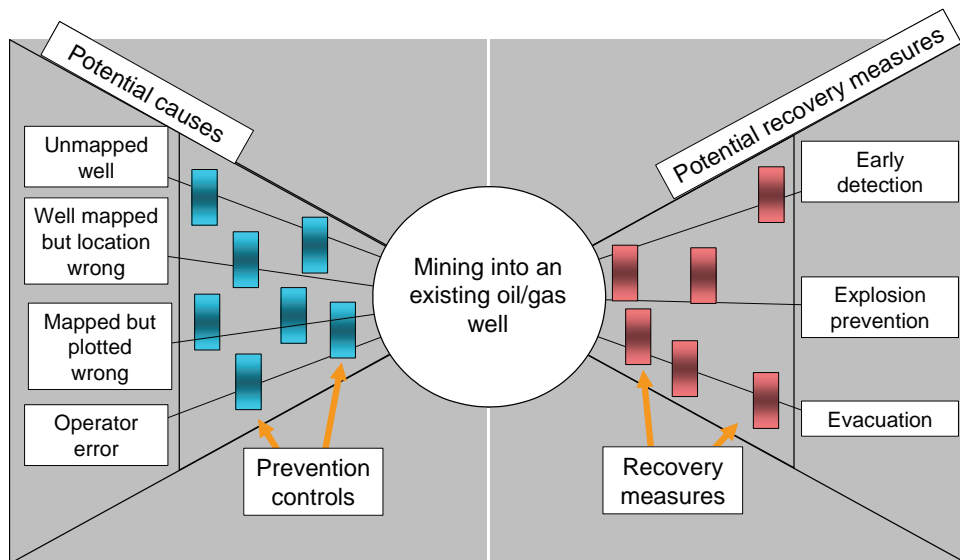 Potential causes
Unmapped
well
Well mapped
but location
wrong
Mapped but
plotted
wrong
Operator
error
Prevention
controls
Mining into an
existing oil/gas
well
Potential recovery measures
Early
detection
Explosion
prevention
Evacuation
Recovery
measures